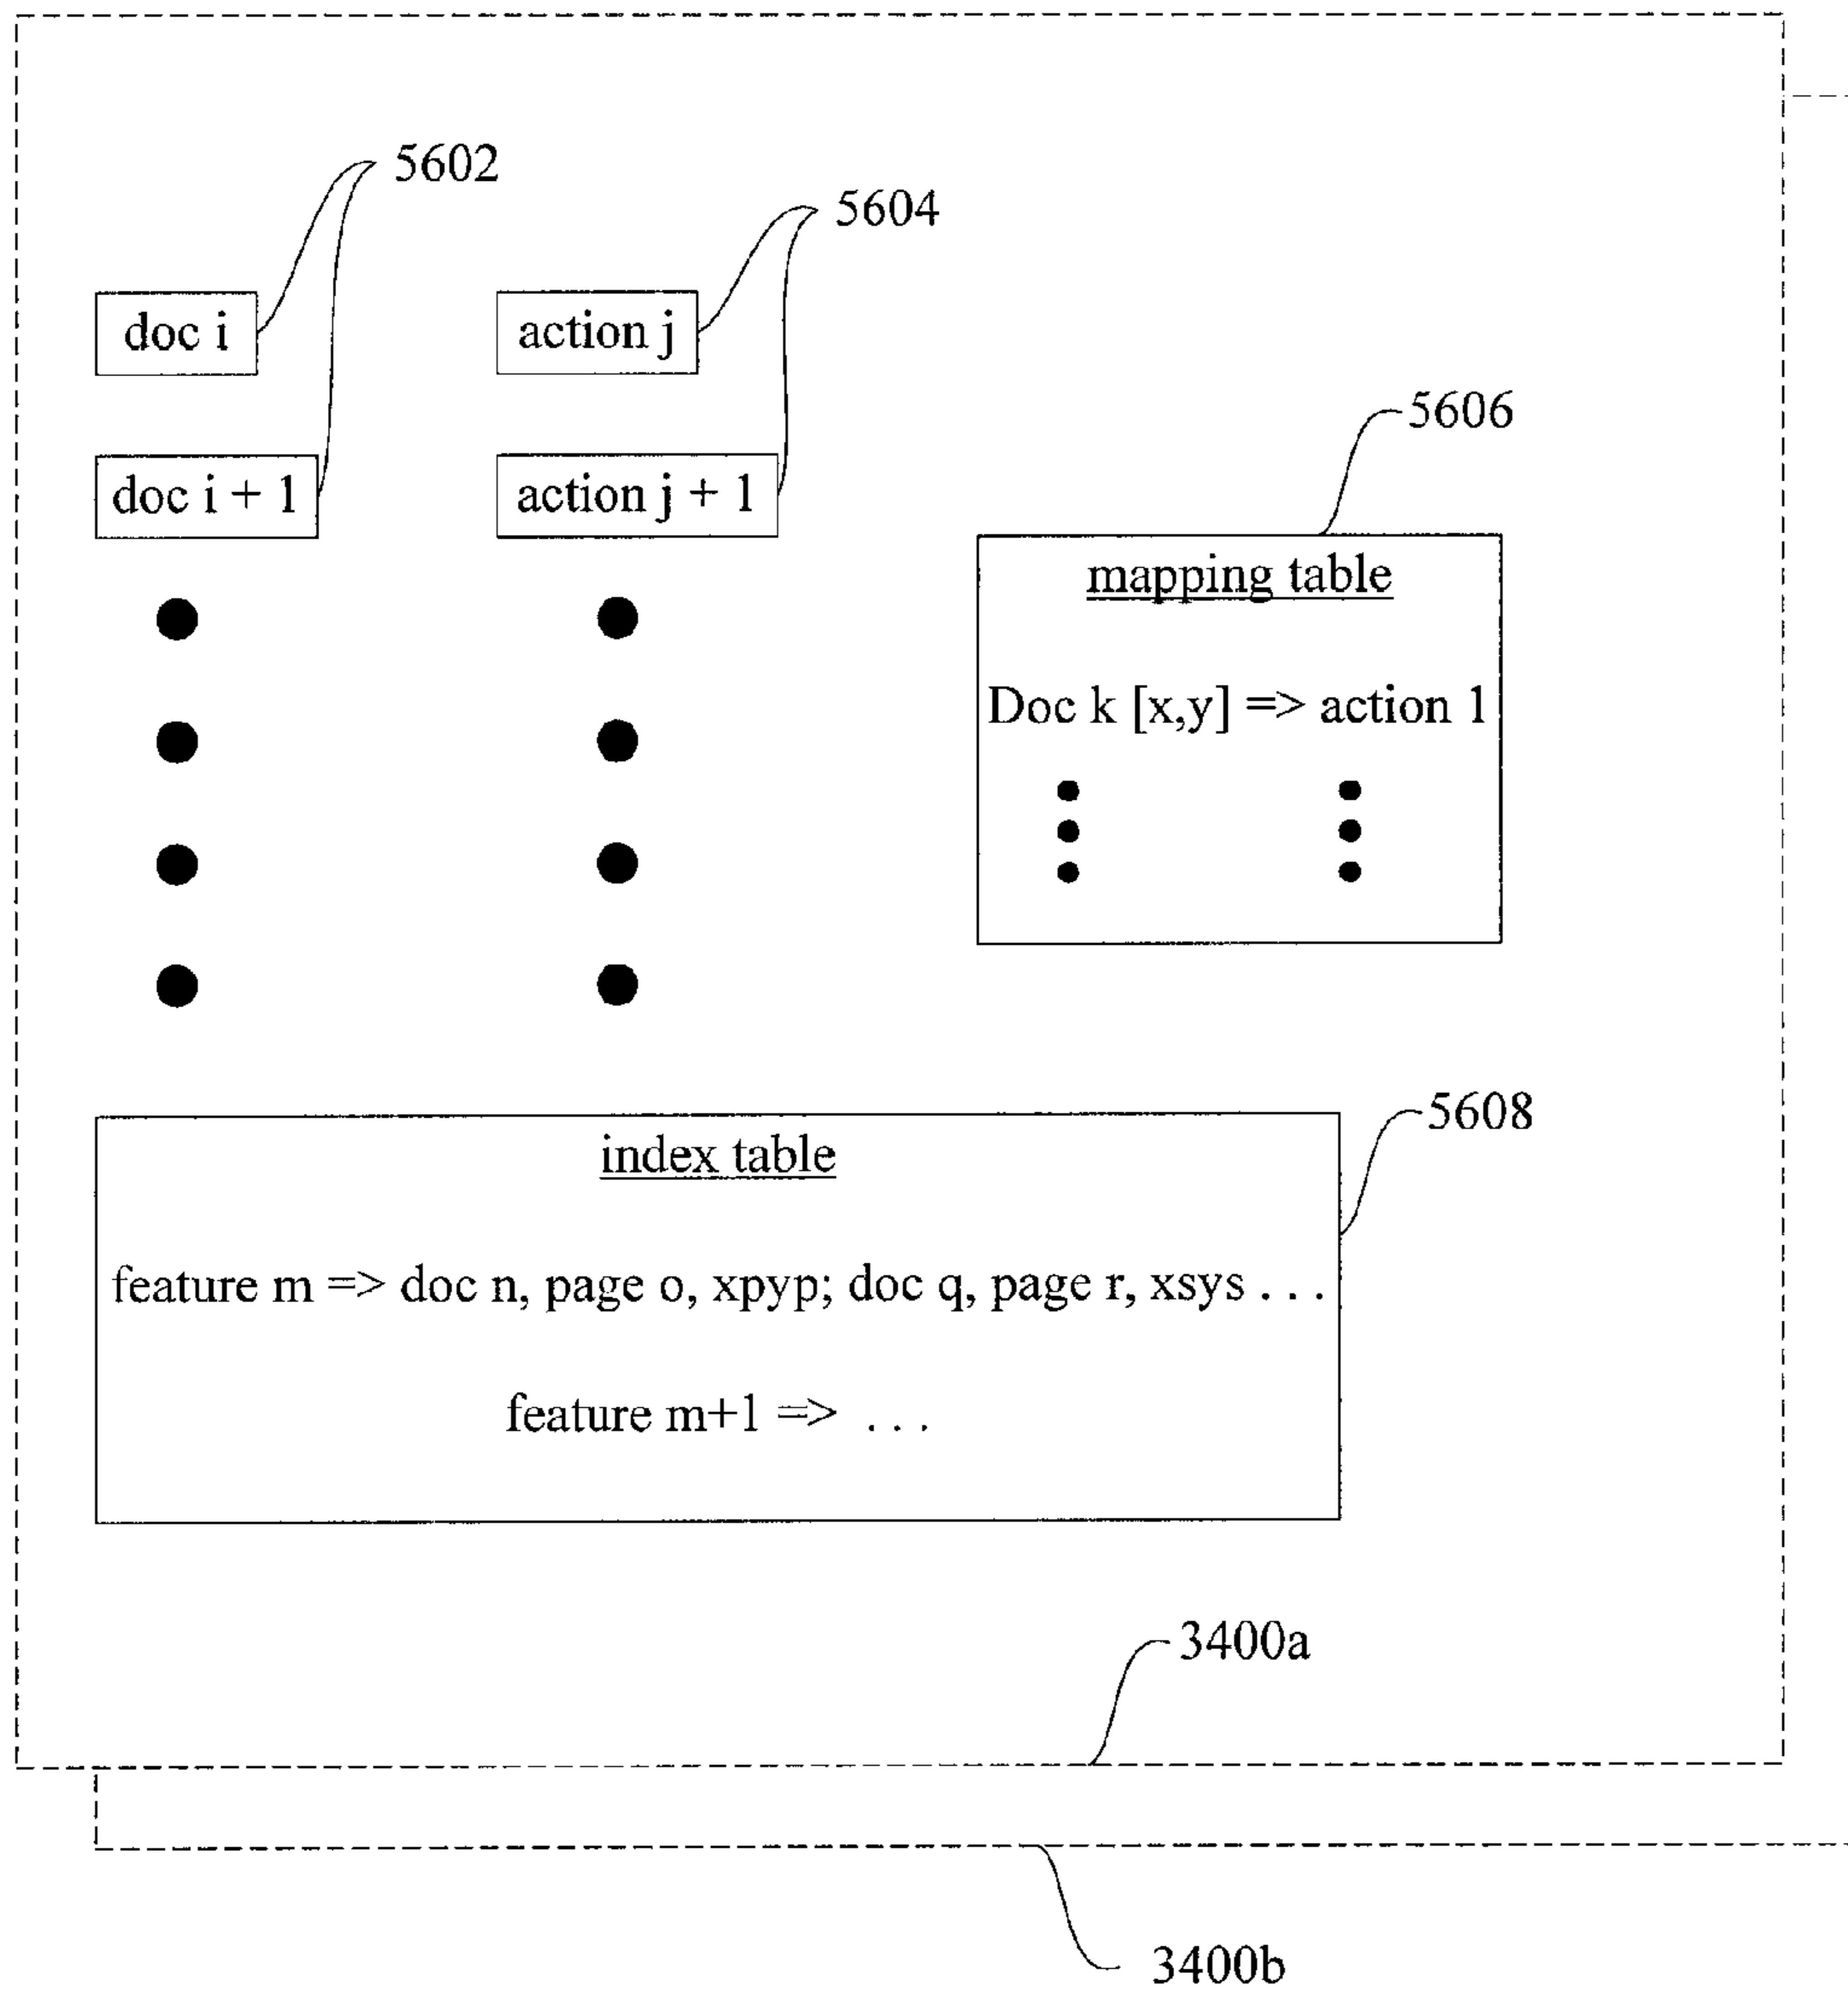 5602
5604
doc i
action j
5606
doc i + 1
action j + 1
mapping table
Doc k [x,y] => action 1
5608
index table
feature m => doc n, page o, xpyp; doc q, page r, xsys . . .
feature m+1 => . . .
3400a
3400b